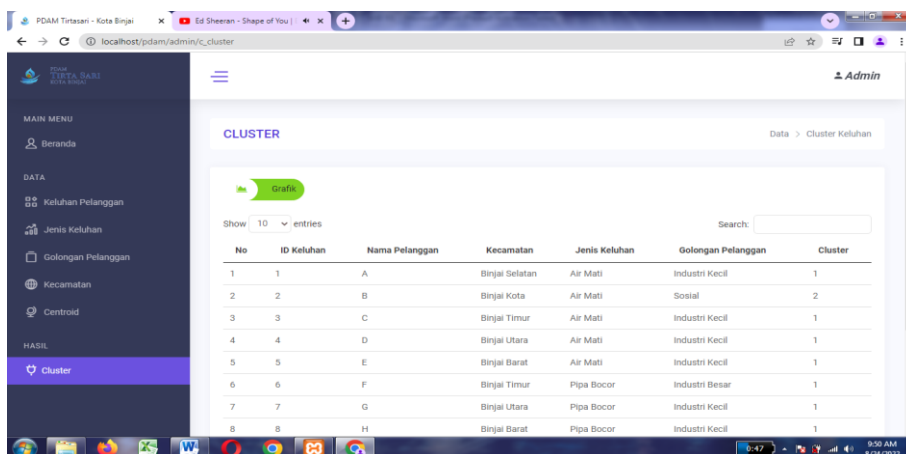 PDAM Tirtasari - Kota Binjai
Ed Sheeran - Shape of You |
localhost/pdam/admin/c_cluster
PDAM
TIRTA SARI
KOTA BINJAI
Admin
MAIN MENU
Beranda
DATA
Keluhan Pelanggan
Jenis Keluhan
Golongan Pelanggan
Kecamatan
Centroid
HASIL
Cluster
CLUSTER
Data > Cluster Keluhan
Grafik
Show 10 entries
Search:
No ID Keluhan Nama Pelanggan Kecamatan Jenis Keluhan Golongan Pelanggan Cluster
1 1 A Binjai Selatan Air Mati Industri Kecil 1
2 2 B Binjai Kota Air Mati Sosial 2
3 3 C Binjai Timur Air Mati Industri Kecil 1
4 4 D Binjai Utara Air Mati Industri Kecil 1
5 5 E Binjai Barat Air Mati Industri Kecil 1
6 6 F Binjai Timur Pipa Bocor Industri Besar 1
7 7 G Binjai Utara Pipa Bocor Industri Kecil 1
8 8 H Binjai Barat Pipa Bocor Industri Kecil 1
0:47
9:50 AM